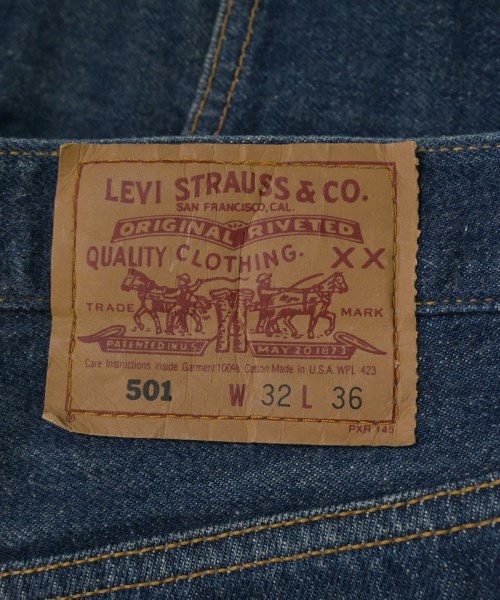 LEVI STRAUSS & CO.
SAN FRANCISCO, CAL.
ORIGINAL RIVETED
QUALITY CLOTHING. XX
TRADE MARK
PATENTED IN U.S. MAY 20, 1873
Care Instructions Inside Garment 100% Cotton Made in U.S.A. WPL 423
501 W 32 L 36
PXR 145